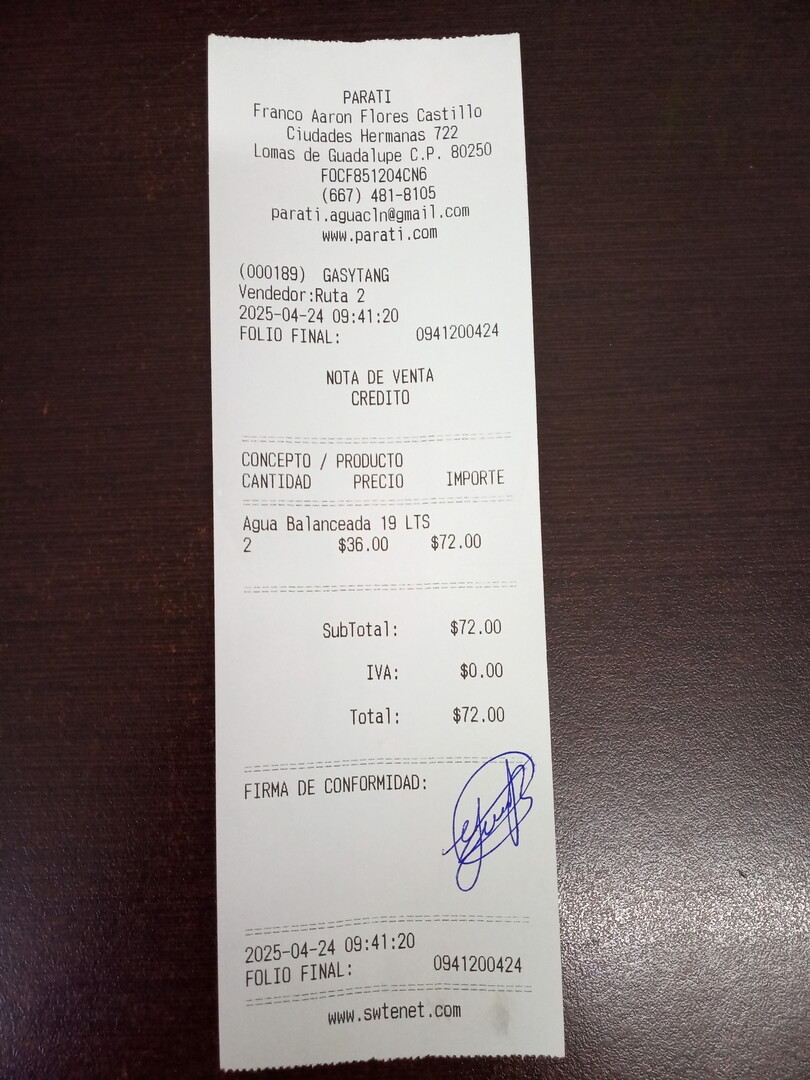 PARATI
Franco Aaron Flores Castillo
Ciudades Hermanas 722
Lomas de Guadalupe C.P. 80250
FOCF851204CN6
(667) 481-8105
parati.aguacln@gmail.com
www.parati.com
(000189) GASYTANG
Vendedor:Ruta 2
2025-04-24 09:41:20
FOLIO FINAL: 0941200424
NOTA DE VENTA
CREDITO
CONCEPTO / PRODUCTO
CANTIDAD PRECIO IMPORTE
Agua Balanceada 19 LTS
2 $36.00 $72.00
SubTotal: $72.00
IVA: $0.00
Total: $72.00
FIRMA DE CONFORMIDAD:
2025-04-24 09:41:20
FOLIO FINAL: 0941200424
www.swtenet.com